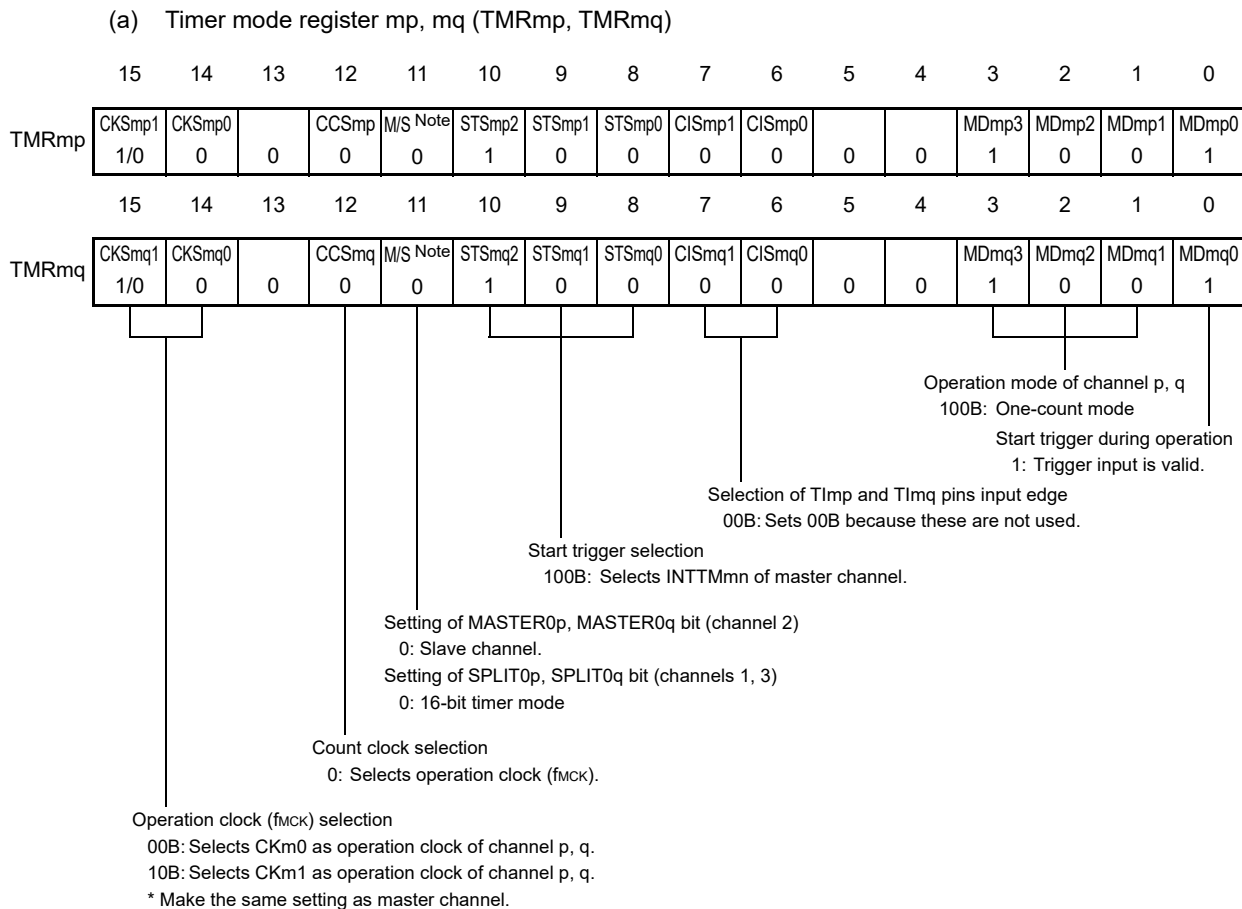 (a) Timer mode register mp, mq (TMRmp, TMRmq)
15 14 13 12 11 10 9 8 7 6 5 4 3 2 1 0
CKSmp1 CKSmp0 CCSmp M/S Note STSmp2 STSmp1 STSmp0 CISmp1 CISmp0 MDmp3 MDmp2 MDmp1 MDmp0
TMRmp
1/0 0 0 0 0 1 0 0 0 0 0 0 1 0 0 1
15 14 13 12 11 10 9 8 7 6 5 4 3 2 1 0
CKSmq1 CKSmq0 CCSmq M/S Note STSmq2 STSmq1 STSmq0 CISmq1 CISmq0 MDmq3 MDmq2 MDmq1 MDmq0
TMRmq
1/0 0 0 0 0 1 0 0 0 0 0 0 1 0 0 1
Operation mode of channel p, q
100B: One-count mode
Start trigger during operation
1: Trigger input is valid.
Selection of TImp and TImq pins input edge
00B: Sets 00B because these are not used.
Start trigger selection
100B: Selects INTTMmn of master channel.
Setting of MASTER0p, MASTER0q bit (channel 2)
0: Slave channel.
Setting of SPLIT0p, SPLIT0q bit (channels 1, 3)
0: 16-bit timer mode
Count clock selection
0: Selects operation clock (fMCK).
Operation clock (fMCK) selection
00B: Selects CKm0 as operation clock of channel p, q.
10B: Selects CKm1 as operation clock of channel p, q.
* Make the same setting as master channel.